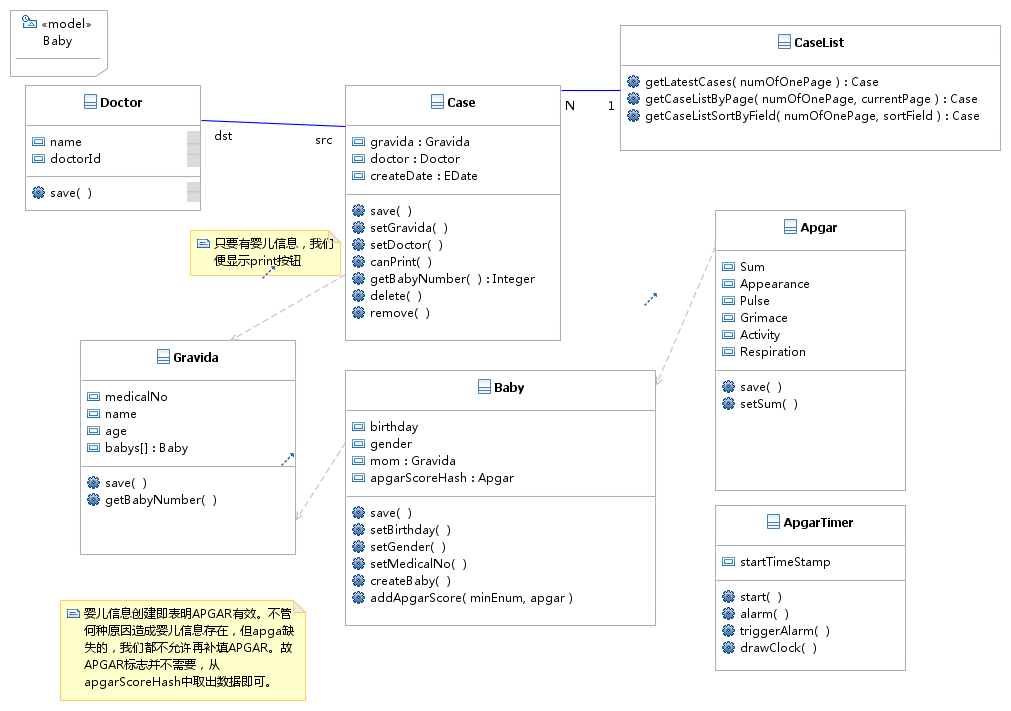 «model»
Baby
Doctor
name
doctorId
save( )
dst
src
Case
gravida : Gravida
doctor : Doctor
createDate : EDate
save( )
setGravida( )
setDoctor( )
canPrint( )
getBabyNumber( ) : Integer
delete( )
remove( )
N
1
CaseList
getLatestCases( numOfOnePage ) : Case
getCaseListByPage( numOfOnePage, currentPage ) : Case
getCaseListSortByField( numOfOnePage, sortField ) : Case
只要有婴儿信息，我们
便显示print按钮
Apgar
Sum
Appearance
Pulse
Grimace
Activity
Respiration
save( )
setSum( )
Gravida
medicalNo
name
age
babys[] : Baby
save( )
getBabyNumber( )
Baby
birthday
gender
mom : Gravida
apgarScoreHash : Apgar
save( )
setBirthday( )
setGender( )
setMedicalNo( )
createBaby( )
addApgarScore( minEnum, apgar )
ApgarTimer
startTimeStamp
start( )
alarm( )
triggerAlarm( )
drawClock( )
婴儿信息创建即表明APGAR有效。不管
何种原因造成婴儿信息存在，但apga缺
失的，我们都不允许再补填APGAR。故
APGAR标志并不需要，从
apgarScoreHash中取出数据即可。